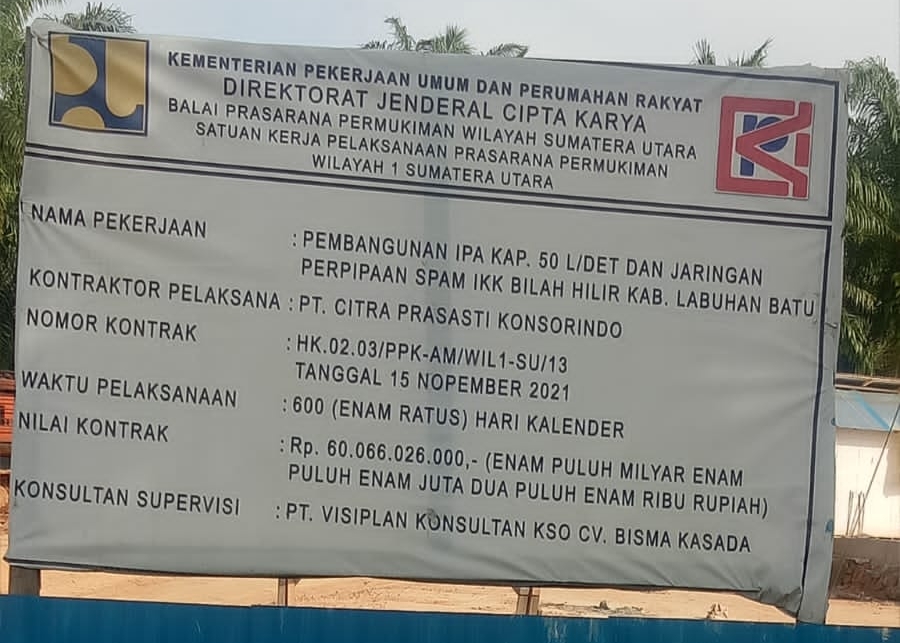 KEMENTERIAN PEKERJAAN UMUM DAN PERUMAHAN RAKYAT
DIREKTORAT JENDERAL CIPTA KARYA
BALAI PRASARANA PERMUKIMAN WILAYAH SUMATERA UTARA
SATUAN KERJA PELAKSANAAN PRASARANA PERMUKIMAN
WILAYAH 1 SUMATERA UTARA
NAMA PEKERJAAN : PEMBANGUNAN IPA KAP. 50 L/DET DAN JARINGAN
PERPIPAAN SPAM IKK BILAH HILIR KAB. LABUHAN BATU
KONTRAKTOR PELAKSANA : PT. CITRA PRASASTI KONSORINDO
NOMOR KONTRAK : HK.02.03/PPK-AM/WIL1-SU/13
TANGGAL 15 NOPEMBER 2021
WAKTU PELAKSANAAN : 600 (ENAM RATUS) HARI KALENDER
NILAI KONTRAK : Rp. 60.066.026.000,- (ENAM PULUH MILYAR ENAM
PULUH ENAM JUTA DUA PULUH ENAM RIBU RUPIAH)
KONSULTAN SUPERVISI : PT. VISIPLAN KONSULTAN KSO CV. BISMA KASADA